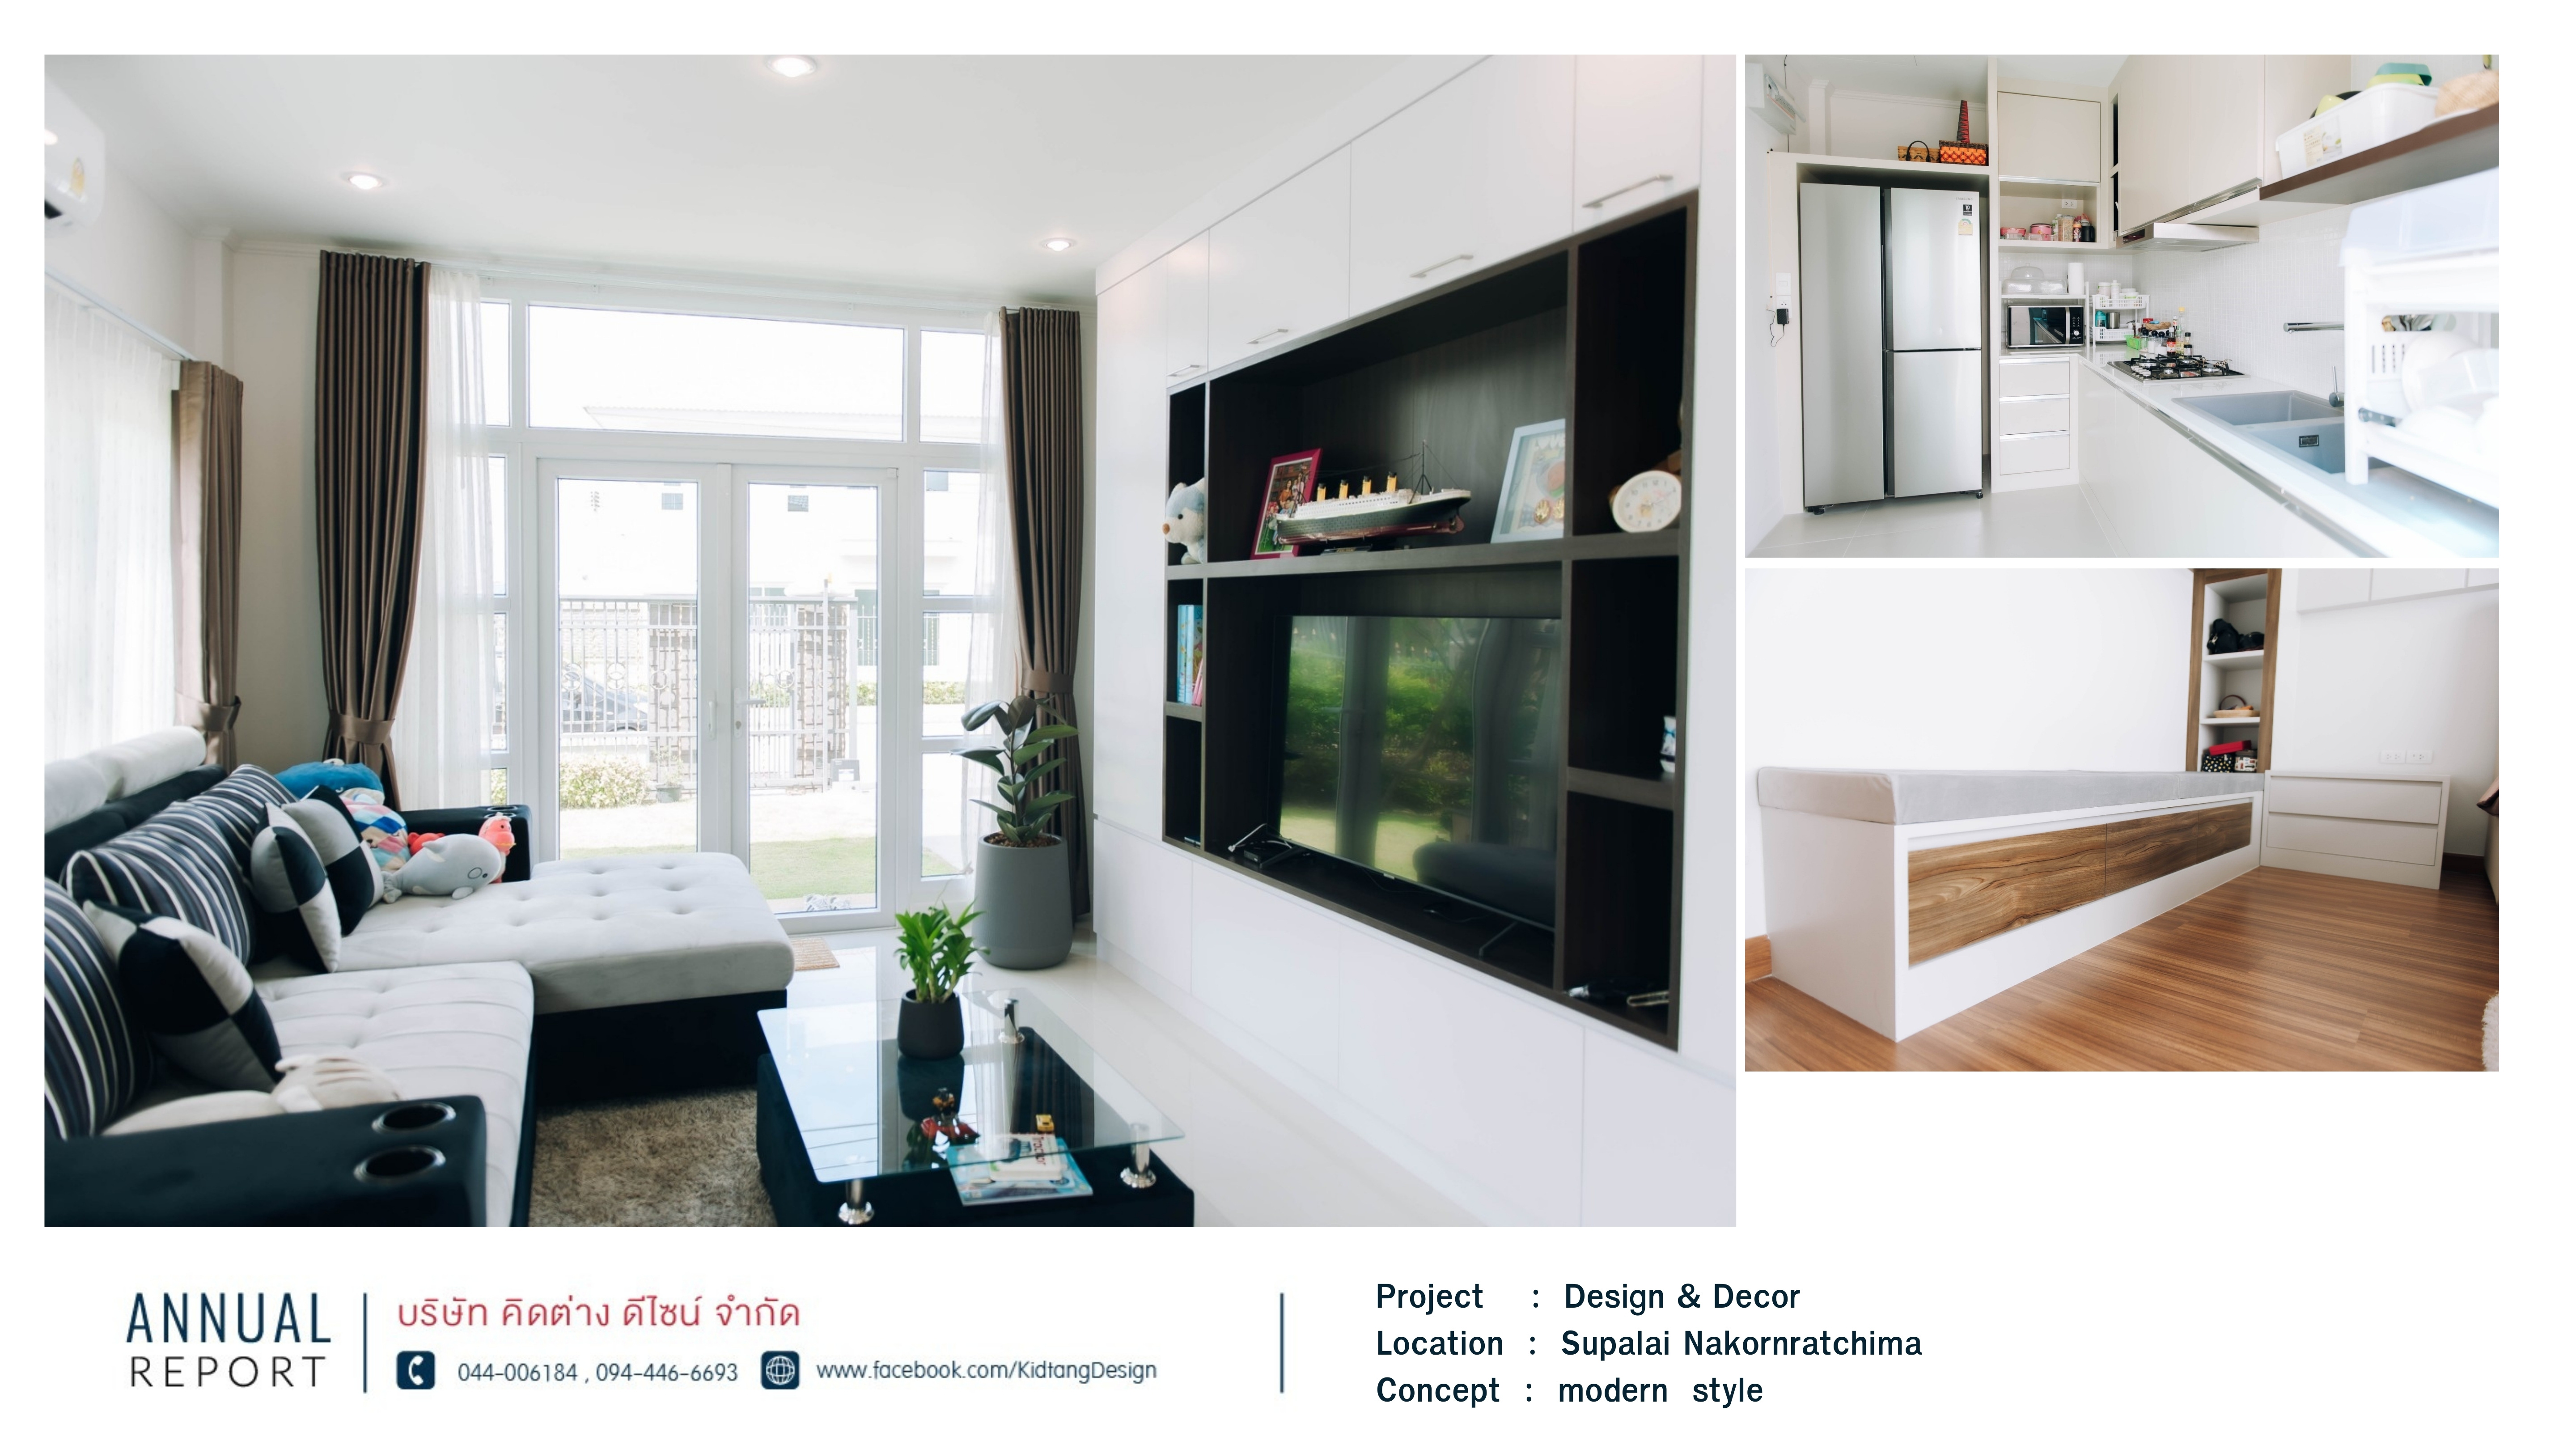 ANNUAL
REPORT
บริษัท คิดต่าง ดีไซน์ จำกัด
044-006184 , 094-446-6693
www.facebook.com/KidtangDesign
Project : Design & Decor
Location : Supalai Nakornratchima
Concept : modern style